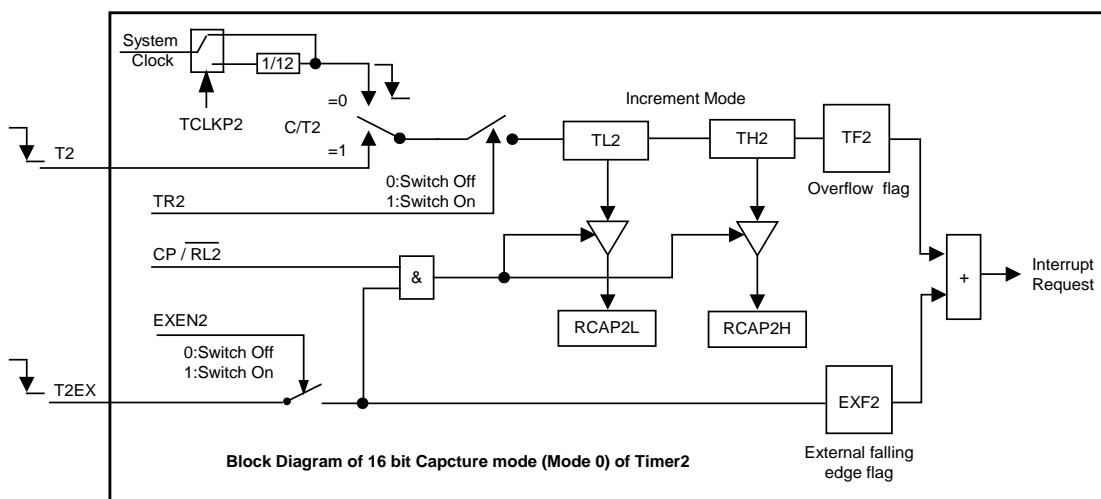 System
Clock
1/12
TCLKP2
=0
C/T2
=1
T2
Increment Mode
TL2
TH2
TF2
Overflow flag
0:Switch Off
1:Switch On
TR2
CP / RL2
&
+
Interrupt
Request
RCAP2L
RCAP2H
EXEN2
0:Switch Off
1:Switch On
T2EX
EXF2
External falling
edge flag
Block Diagram of 16 bit Capcture mode (Mode 0) of Timer2